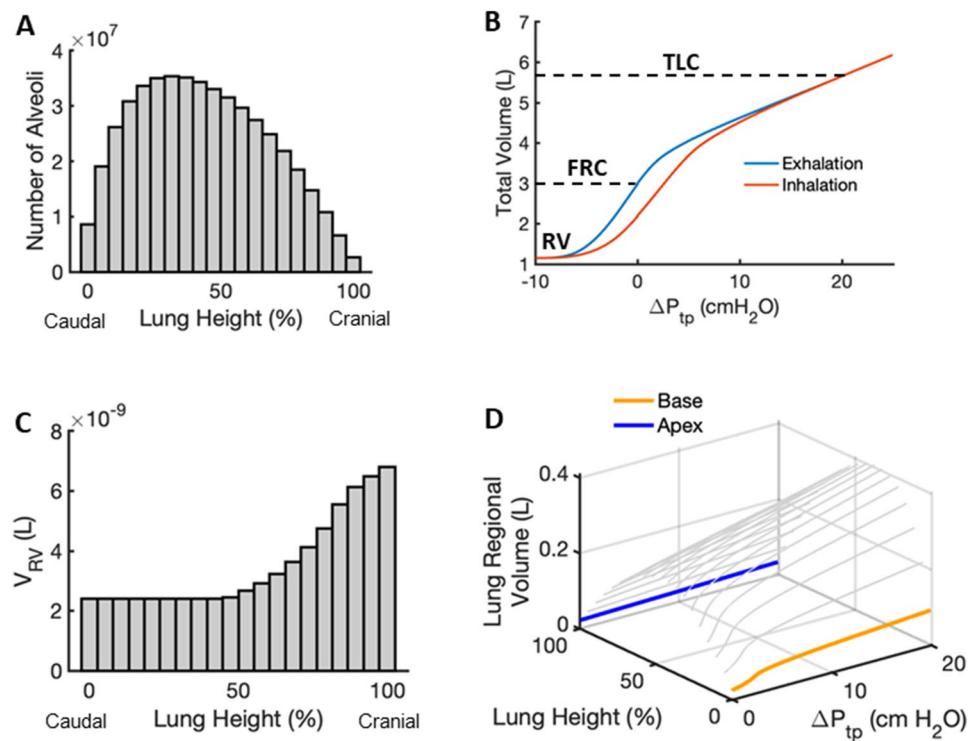 A
× 10⁷
4
3
2
1
0
Number of Alveoli
0 50 100
Caudal Lung Height (%) Cranial
B
7
6
5
4
3
2
1
Total Volume (L)
TLC
FRC
RV
Exhalation
Inhalation
-10 0 10 20
ΔPtp (cmH2O)
C
× 10⁻⁹
8
6
4
2
0
VRV (L)
0 50 100
Caudal Lung Height (%) Cranial
D
Base
Apex
0.4
0.2
0
Lung Regional
Volume (L)
100
50
0
Lung Height (%)
0
10
20
ΔPtp (cm H2O)